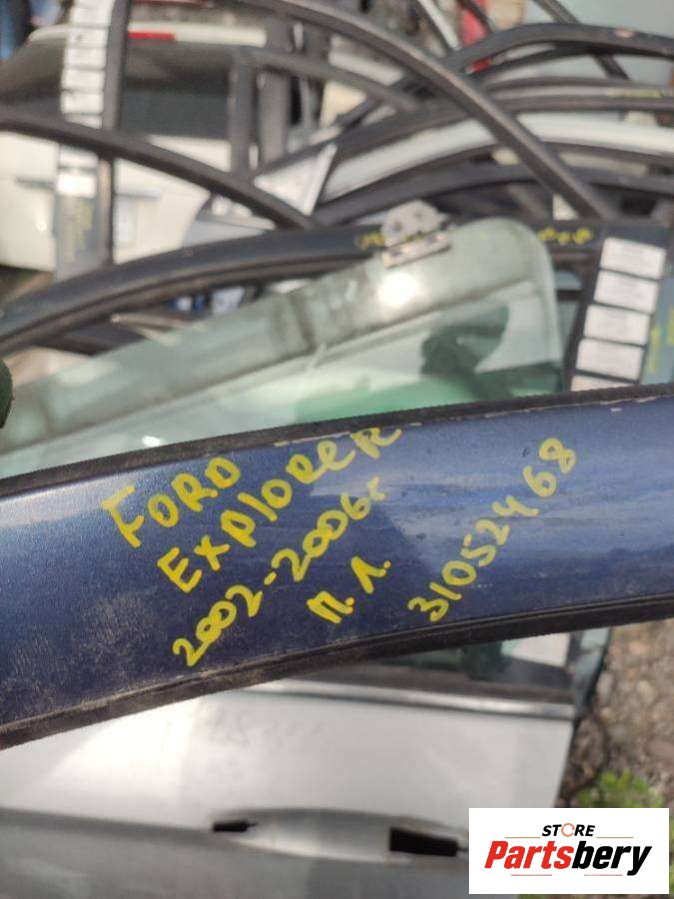 FORD
ExplOReR
2002-2006г
П.Л.
31052468
STORE
Partsbery